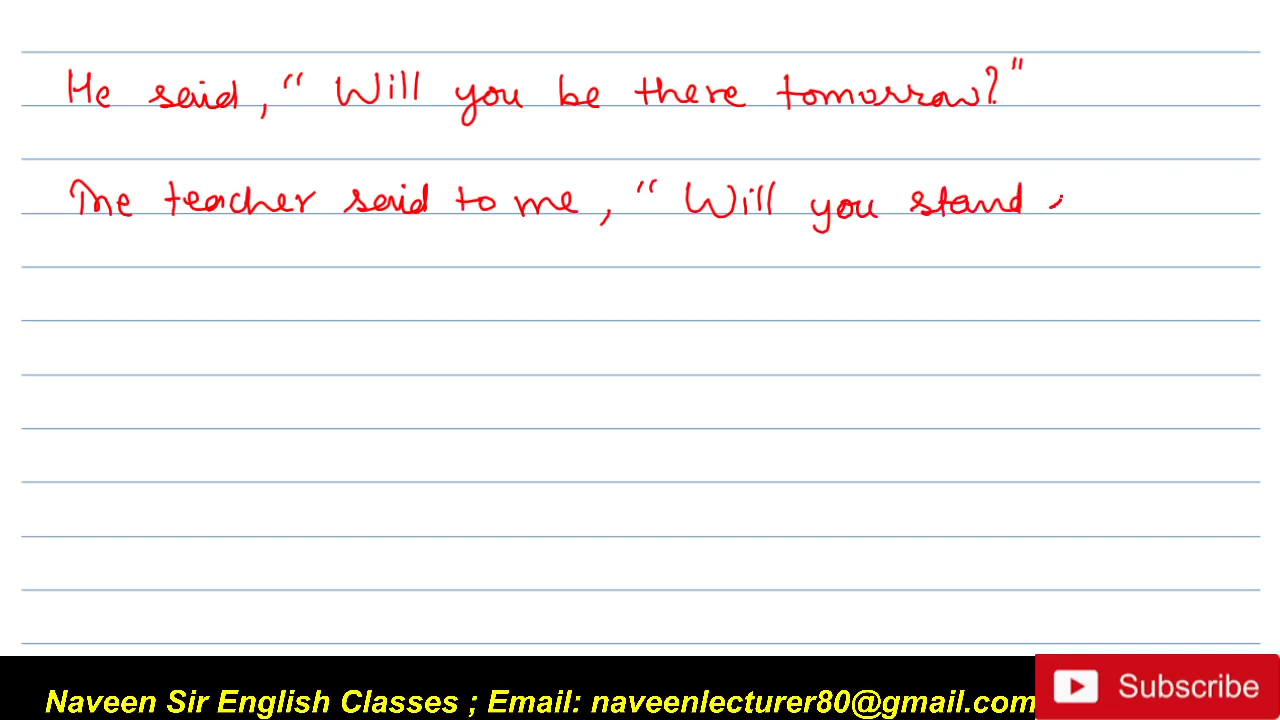 He said, " Will you be there tomorrow? "
The teacher said to me, " Will you stand
Naveen Sir English Classes ; Email: naveenlecturer80@gmail.com
Subscribe